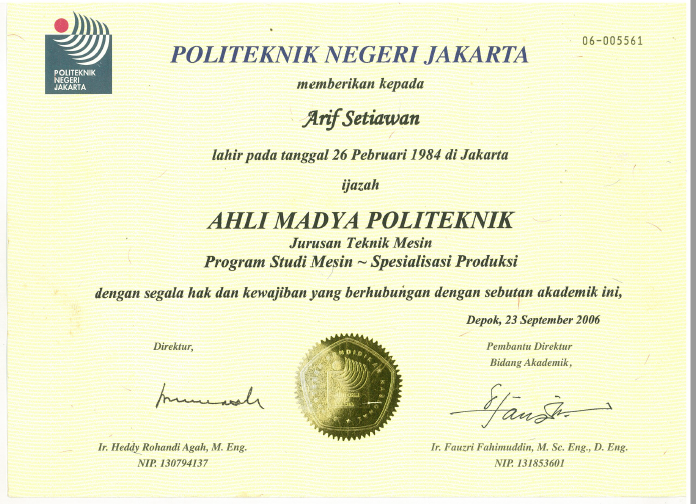 POLITEKNIK
NEGERI
JAKARTA
06-005561
POLITEKNIK NEGERI JAKARTA
memberikan kepada
Arif Setiawan
lahir pada tanggal 26 Pebruari 1984 di Jakarta
ijazah
AHLI MADYA POLITEKNIK
Jurusan Teknik Mesin
Program Studi Mesin ~ Spesialisasi Produksi
dengan segala hak dan kewajiban yang berhubungan dengan sebutan akademik ini,
Depok, 23 September 2006
Direktur,
Pembantu Direktur
Bidang Akademik,
Ir. Heddy Rohandi Agah, M. Eng.
NIP. 130794137
Ir. Fauzri Fahimuddin, M. Sc. Eng., D. Eng.
NIP. 131853601